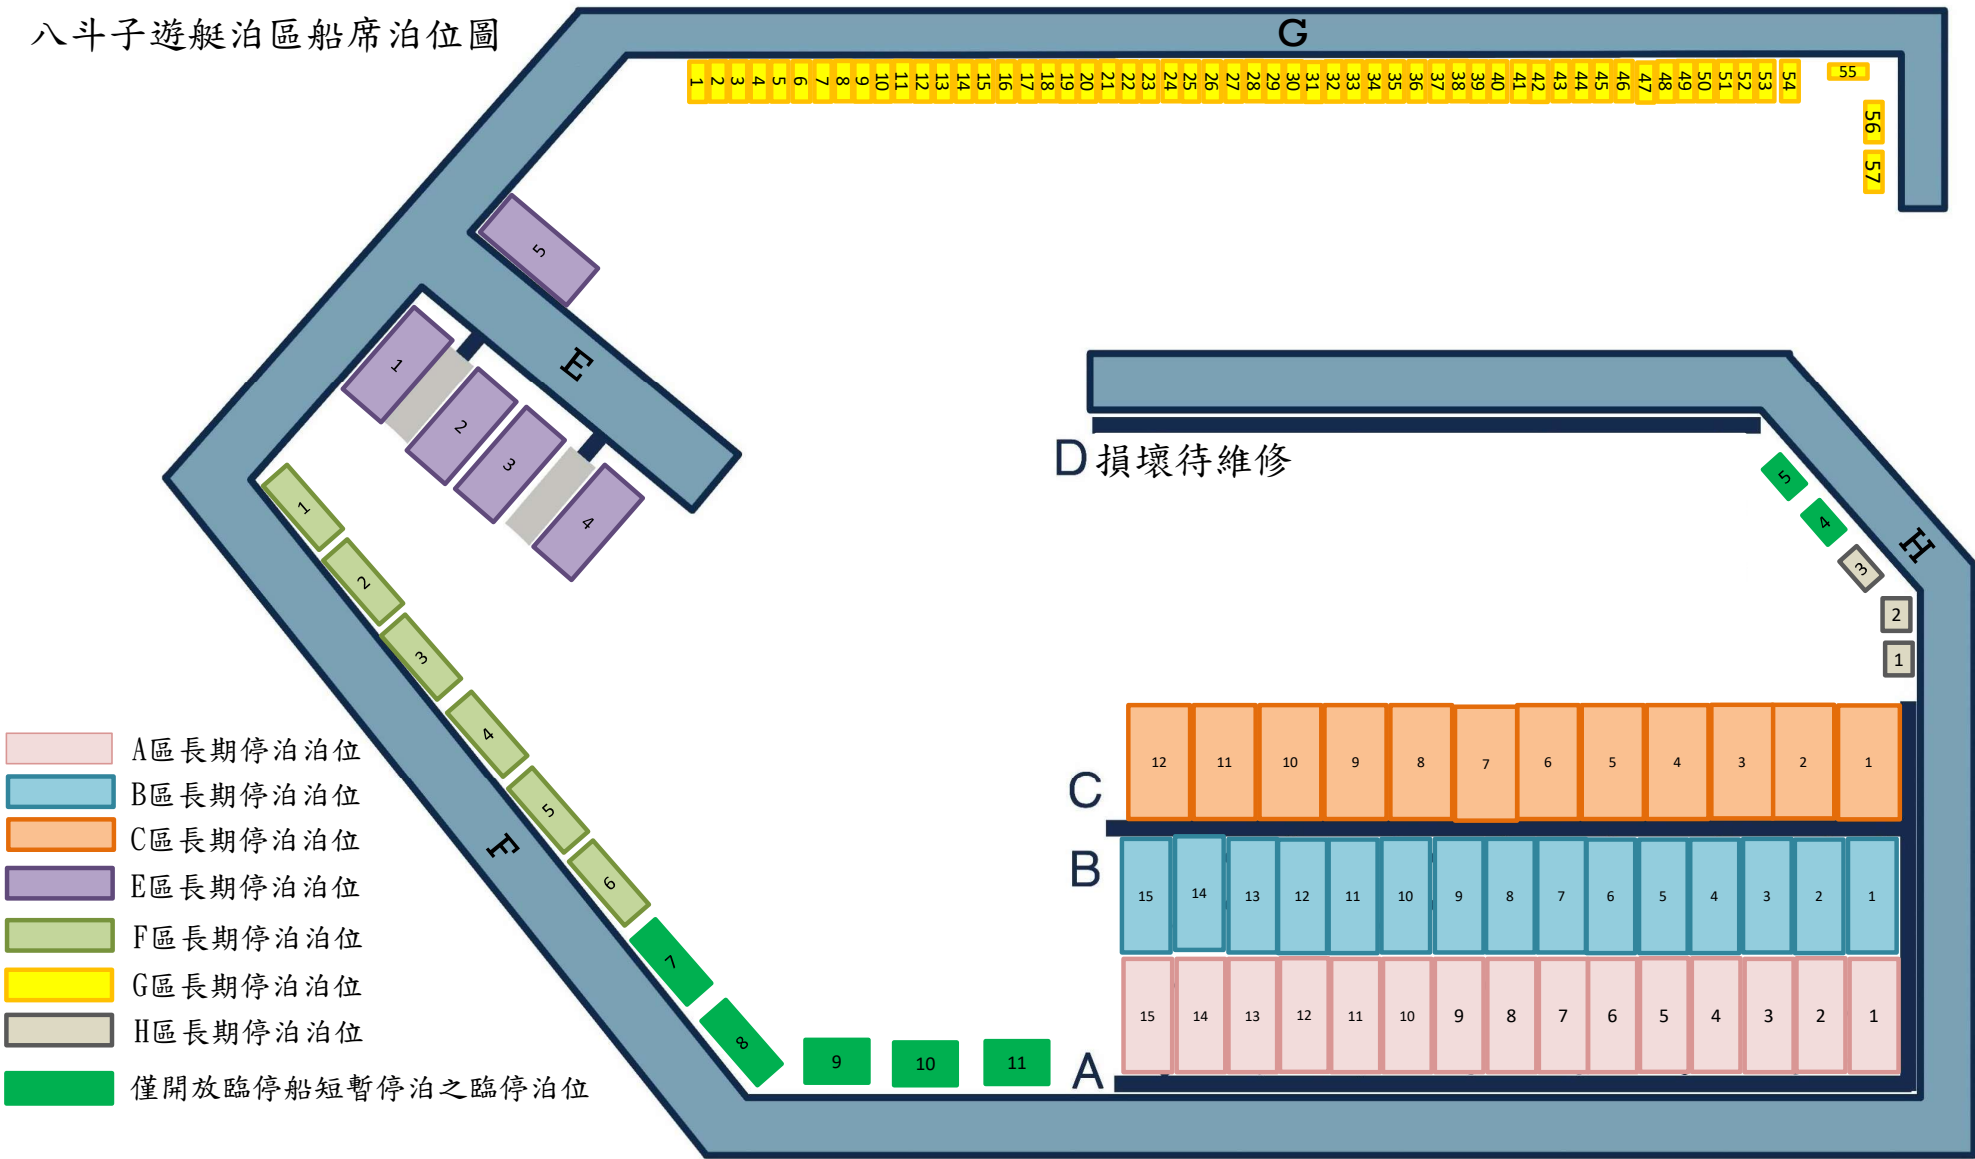 八斗子遊艇泊區船席泊位圖
G
1 2 3 4 5 6 7 8 9 10 11 12 13 14 15 16 17 18 19 20 21 22 23 24 25 26 27 28 29 30 31 32 33 34 35 36 37 38 39 40 41 42 43 44 45 46 47 48 49 50 51 52 53 54 55
56
57
5
E
1
2
3
4
D 損壞待維修
5
4
H
3
2
1
1
2
3
4
5
6
F
7
8
9 10 11
12 11 10 9 8 7 6 5 4 3 2 1
C
B
15 14 13 12 11 10 9 8 7 6 5 4 3 2 1
15 14 13 12 11 10 9 8 7 6 5 4 3 2 1
A
A區長期停泊泊位
B區長期停泊泊位
C區長期停泊泊位
E區長期停泊泊位
F區長期停泊泊位
G區長期停泊泊位
H區長期停泊泊位
僅開放臨停船短暫停泊之臨停泊位